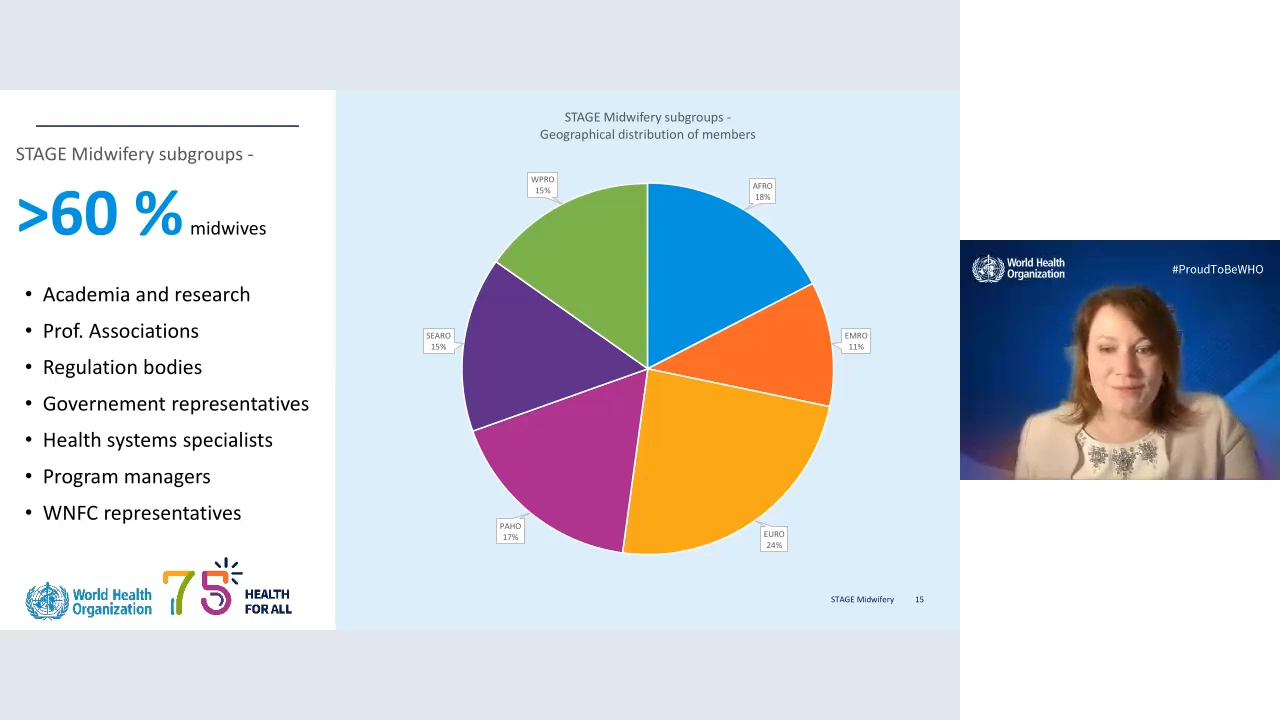 STAGE Midwifery subgroups -
>60 % midwives
• Academia and research
• Prof. Associations
• Regulation bodies
• Governement representatives
• Health systems specialists
• Program managers
• WNFC representatives
World Health
Organization
75
HEALTH
FOR ALL
STAGE Midwifery subgroups -
Geographical distribution of members
WPRO
15%
AFRO
18%
SEARO
15%
EMRO
11%
PAHO
17%
EURO
24%
STAGE Midwifery 15
World Health
Organization
#ProudToBeWHO